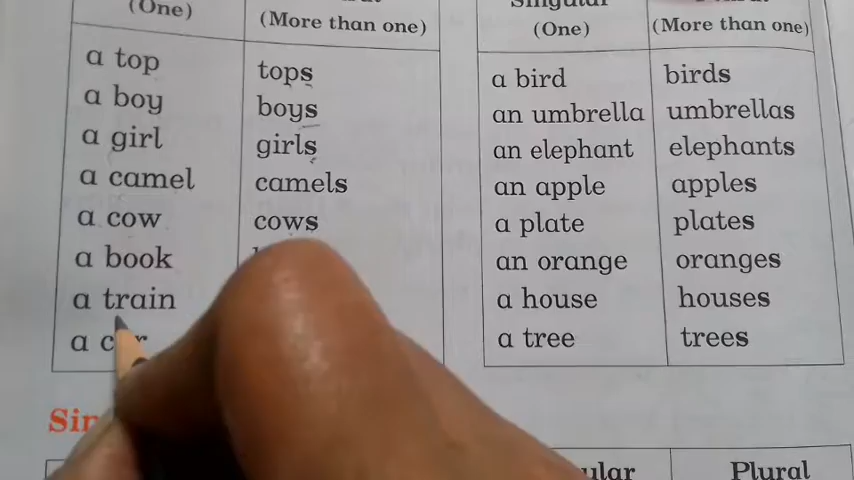 (One) (More than one)
a top tops
a boy boys
a girl girls
a camel camels
a cow cows
a book
a train
a
Singular
(One) (More than one)
a bird birds
an umbrella umbrellas
an elephant elephants
an apple apples
a plate plates
an orange oranges
a house houses
a tree trees
Plural